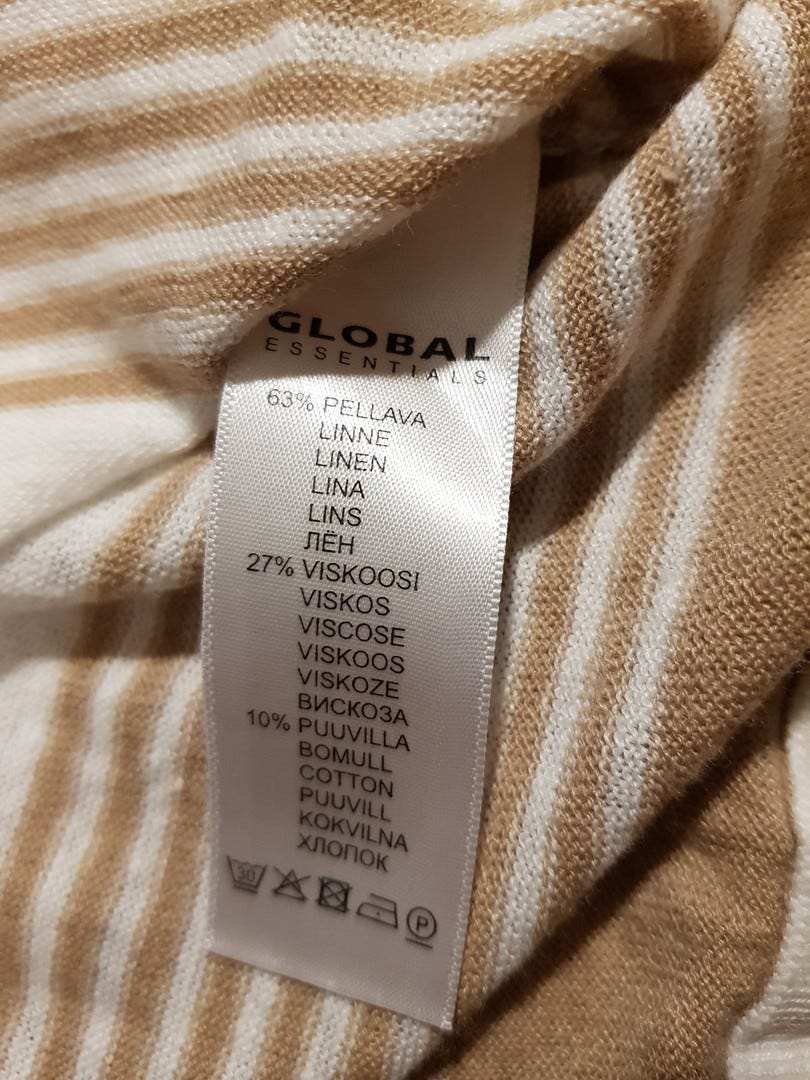 GLOBAL
ESSENTIALS
63% PELLAVA
LINNE
LINEN
LINA
LINS
ЛЁН
27% VISKOOSI
VISKOS
VISCOSE
VISKOOS
VISKOZE
ВИСКОЗА
10% PUUVILLA
BOMULL
COTTON
PUUVILL
KOKVILNA
ХЛОПОК
30 P